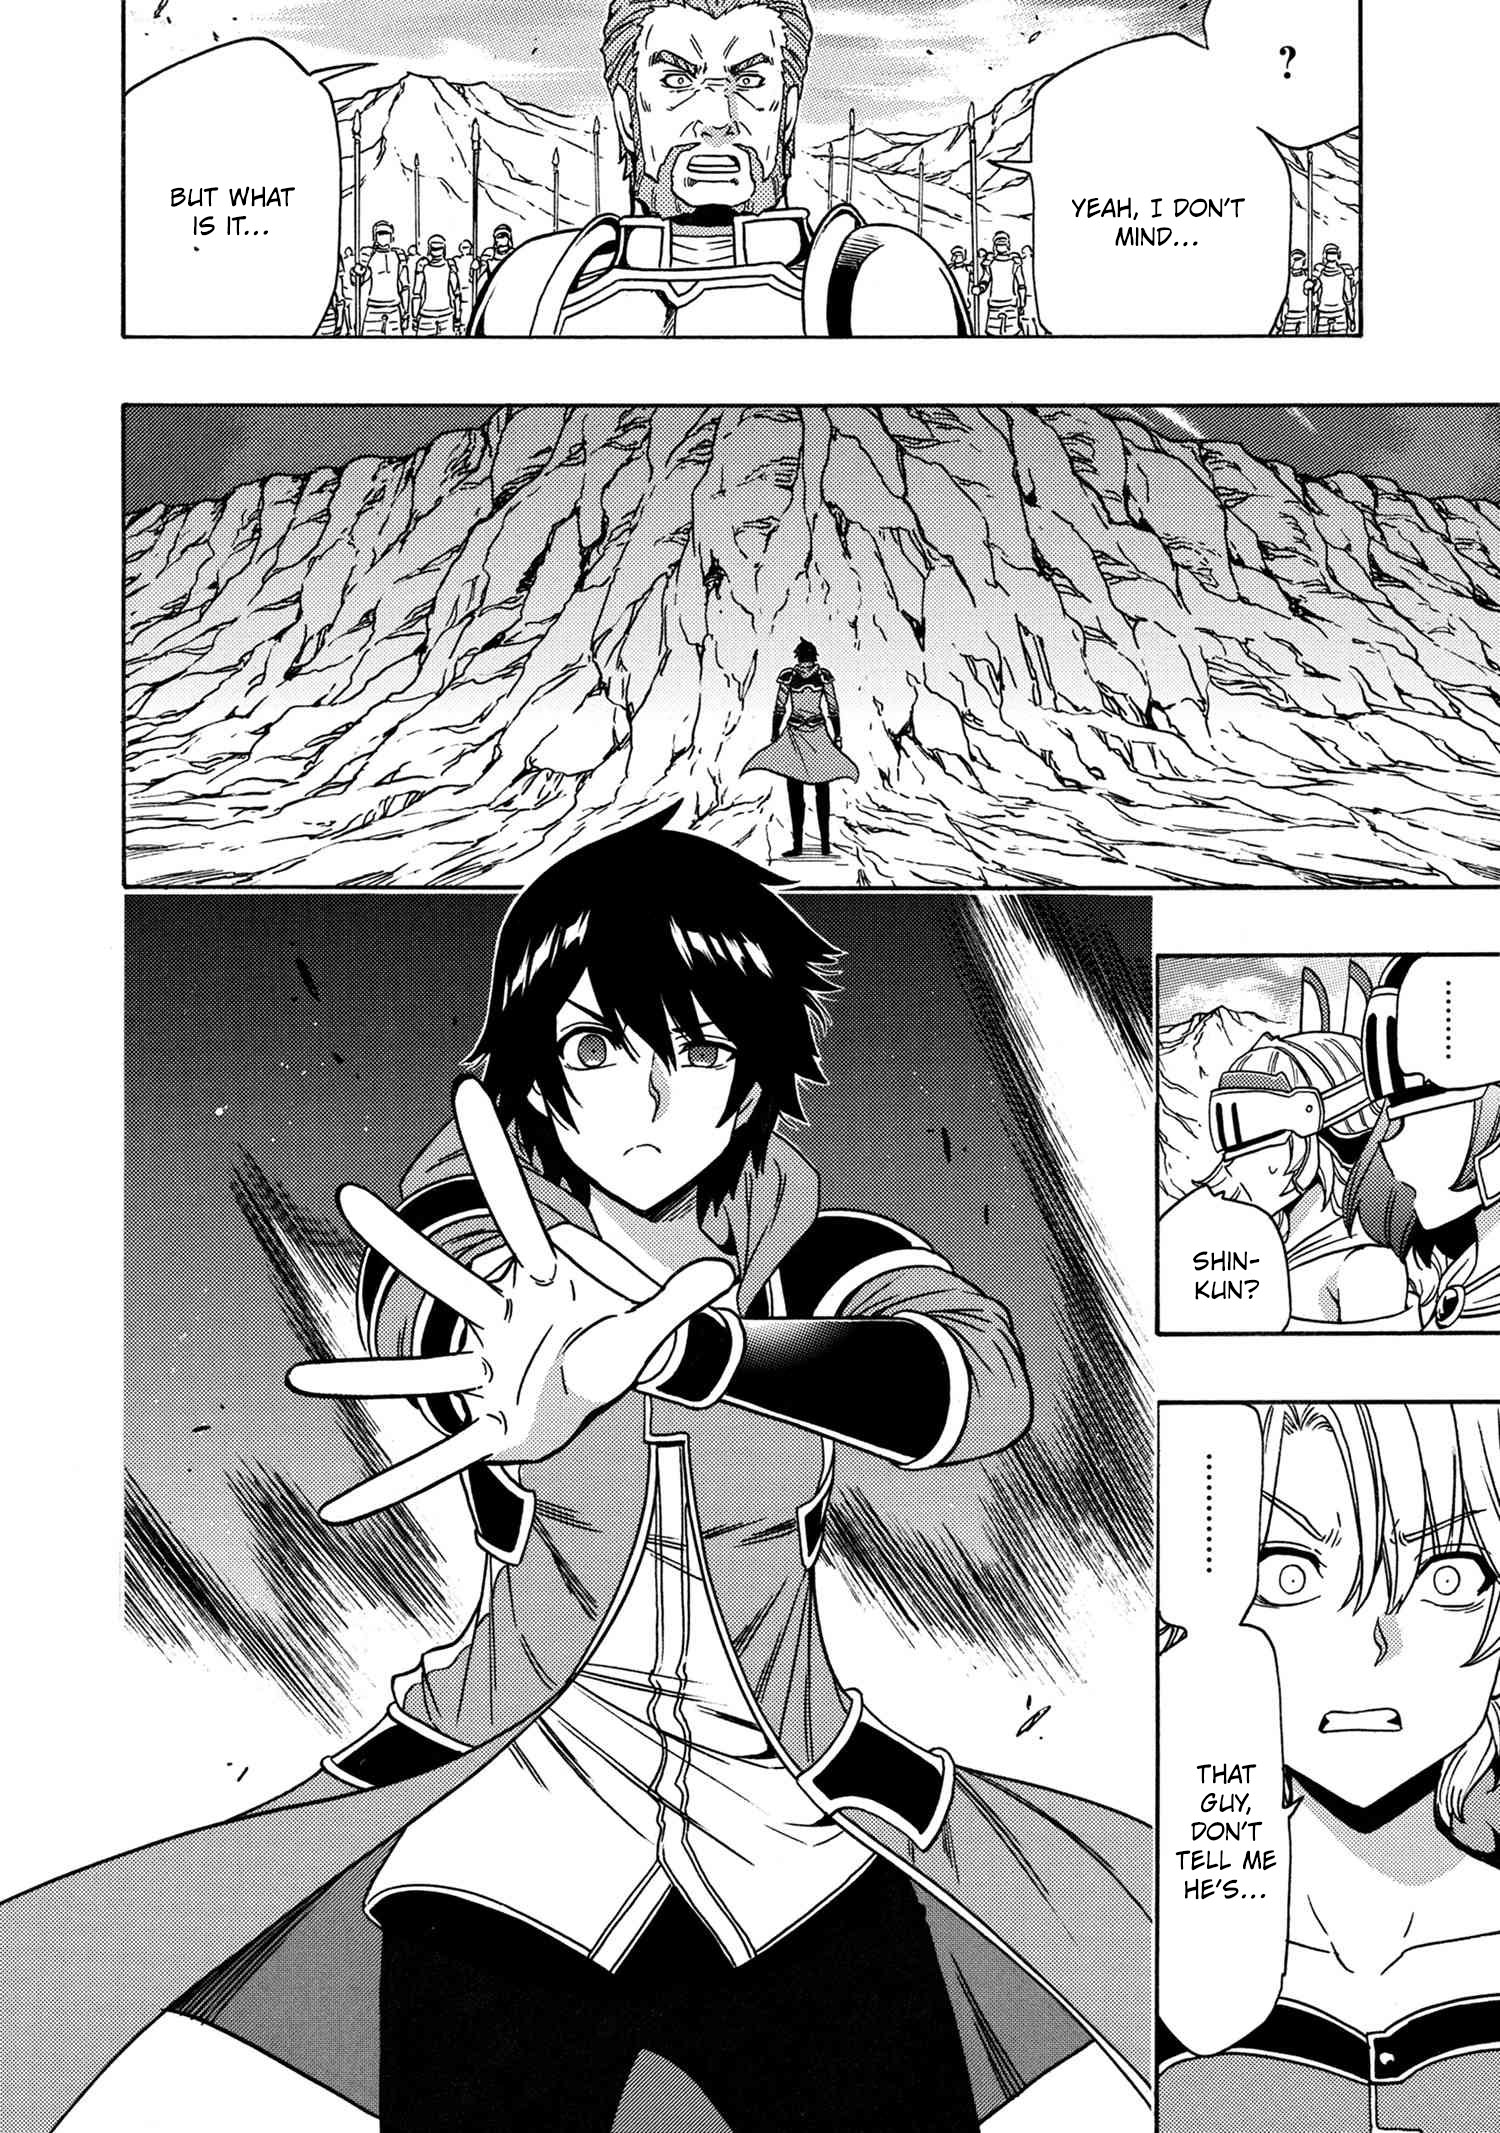 ?
YEAH, I DON'T
MIND...
BUT WHAT
IS IT...
........
SHIN-
KUN?
..........
THAT
GUY,
DON'T
TELL ME
HE'S...